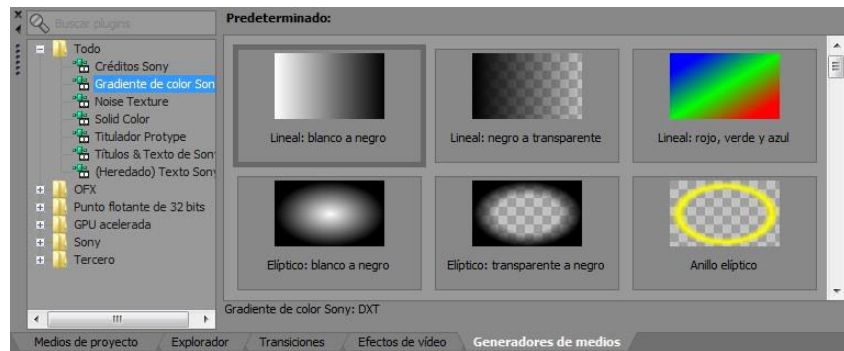 Buscar plugins
Predeterminado:
Todo
Créditos Sony
Gradiente de color Son
Noise Texture
Solid Color
Titulador Protype
Títulos & Texto de Son
(Heredado) Texto Sony
OFX
Punto flotante de 32 bits
GPU acelerada
Sony
Tercero
Lineal: blanco a negro
Lineal: negro a transparente
Lineal: rojo, verde y azul
Elíptico: blanco a negro
Elíptico: transparente a negro
Anillo elíptico
Gradiente de color Sony: DXT
Medios de proyecto
Explorador
Transiciones
Efectos de vídeo
Generadores de medios